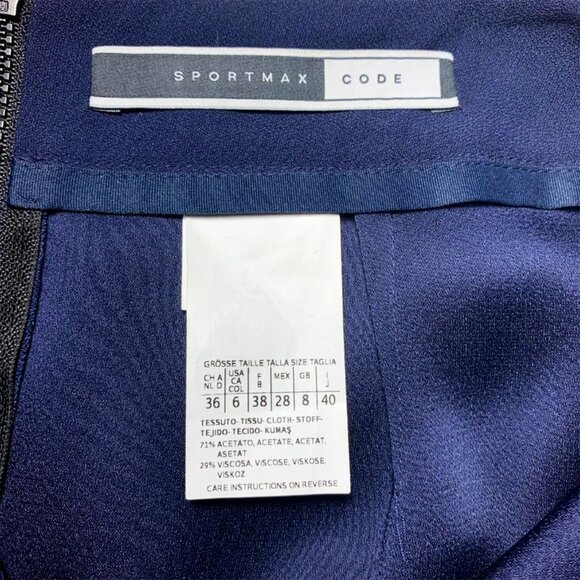 SPORTMAX CODE
GRÖSSE TAILLE TALLA SIZE TAGLIA
CH A NL D USA CA COL F B MEX GB I J
36 6 38 28 8 40
TESSUTO- TISSU- CLOTH- STOFF-
TEJIDO- TECIDO- KUMAŞ
71% ACETATO, ACETATE, ACETAT,
ASETAT
29% VISCOSA, VISCOSE, VISKOSE,
VISKOZ
CARE INSTRUCTIONS ON REVERSE